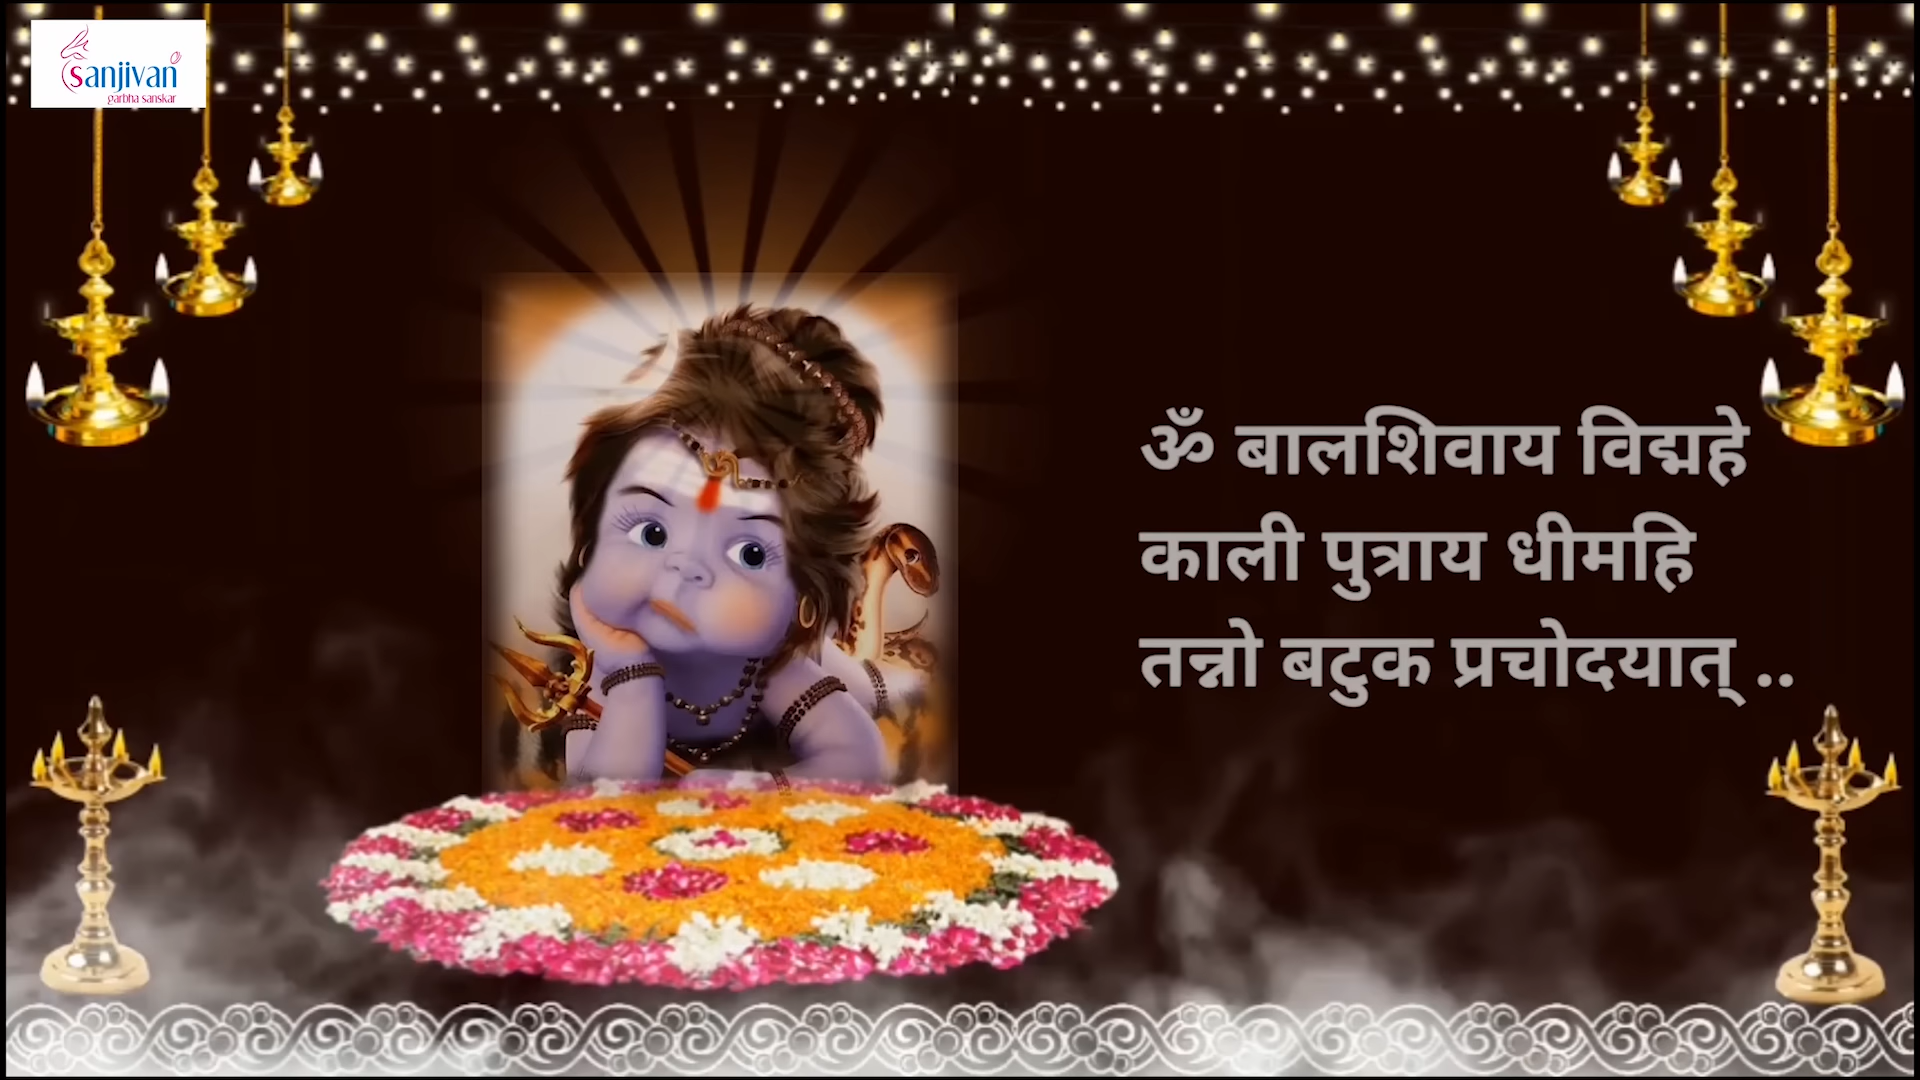 sanjivan
garbha sanskar
ॐ बालशिवाय विद्महे
काली पुत्राय धीमहि
तन्नो बटुक प्रचोदयात् ..